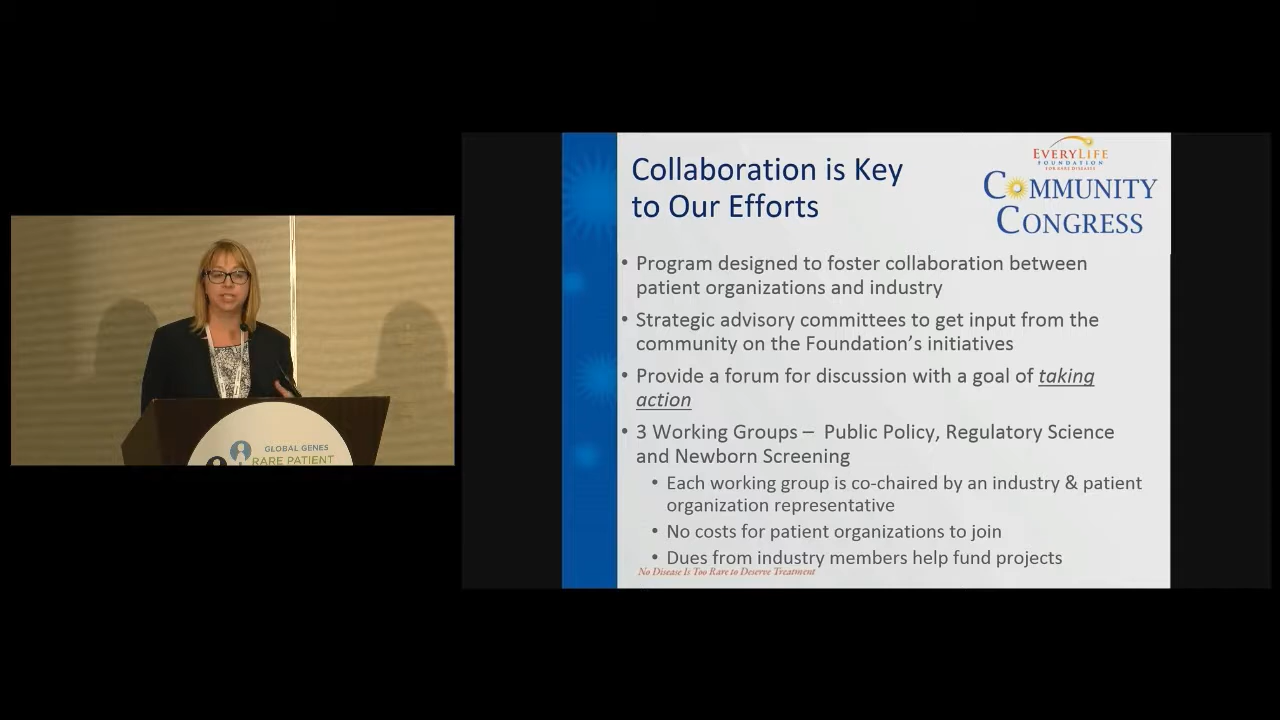 GLOBAL GENES
RARE PATIENT
Collaboration is Key
to Our Efforts
EVERYLIFE
FOUNDATION
FOR RARE DISEASES
COMMUNITY
CONGRESS
• Program designed to foster collaboration between
patient organizations and industry
• Strategic advisory committees to get input from the
community on the Foundation's initiatives
• Provide a forum for discussion with a goal of taking
action
• 3 Working Groups – Public Policy, Regulatory Science
and Newborn Screening
• Each working group is co-chaired by an industry & patient
organization representative
• No costs for patient organizations to join
• Dues from industry members help fund projects
No Disease Is Too Rare to Deserve Treatment